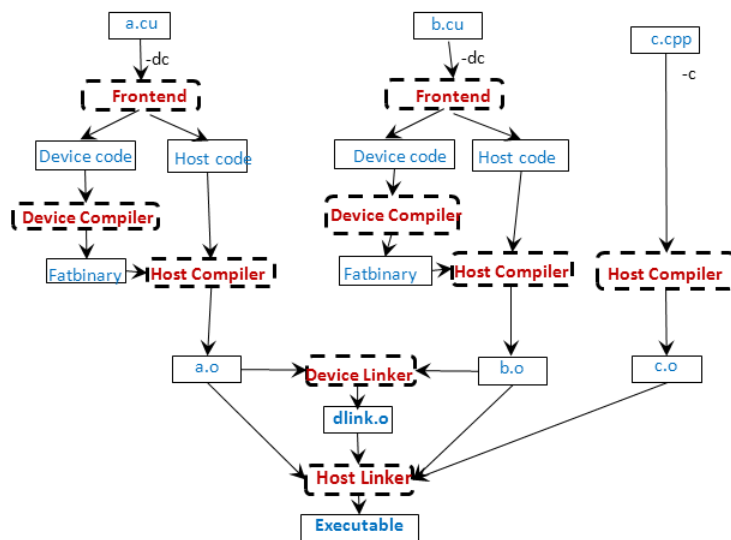 a.cu
b.cu
c.cpp
-dc
-dc
-c
Frontend
Frontend
Device code
Host code
Device code
Host code
Device Compiler
Device Compiler
Fatbinary
Host Compiler
Fatbinary
Host Compiler
Host Compiler
a.o
Device Linker
b.o
c.o
dlink.o
Host Linker
Executable